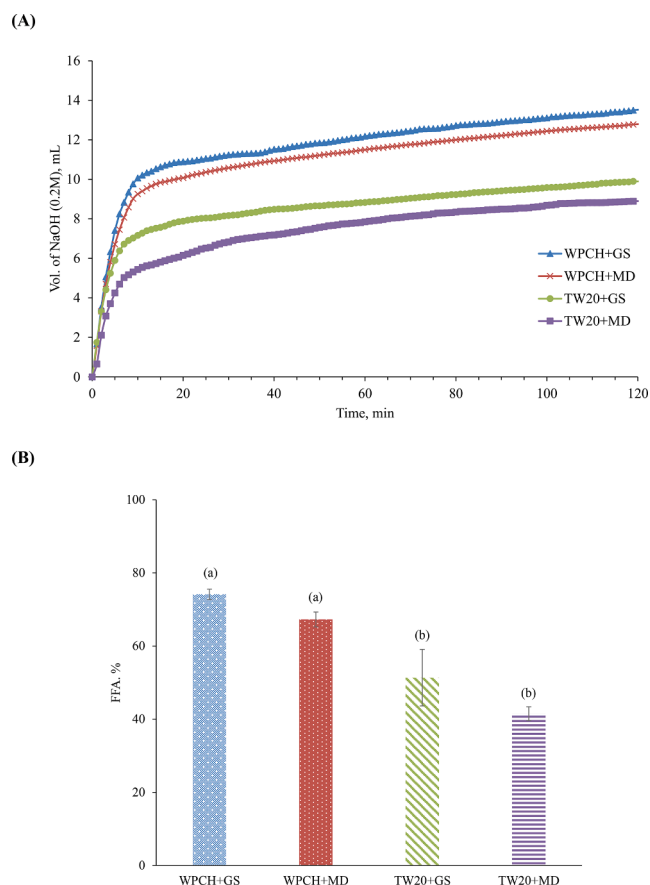 (A)
16
14
12
10
8
6
4
2
0
Vol. of NaOH (0.2M), mL
WPCH+GS
WPCH+MD
TW20+GS
TW20+MD
0 20 40 60 80 100 120
Time, min
(B)
100
80
60
40
20
0
FFA. %
(a)
(a)
(b)
(b)
WPCH+GS WPCH+MD TW20+GS TW20+MD